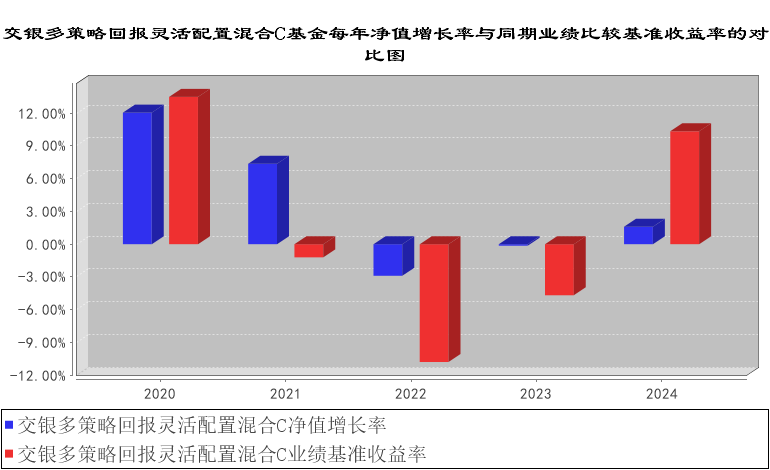 交银多策略回报灵活配置混合C基金每年净值增长率与同期业绩比较基准收益率的对
比图
12.00%
9.00%
6.00%
3.00%
0.00%
-3.00%
-6.00%
-9.00%
-12.00%
2020 2021 2022 2023 2024
交银多策略回报灵活配置混合C净值增长率
交银多策略回报灵活配置混合C业绩基准收益率